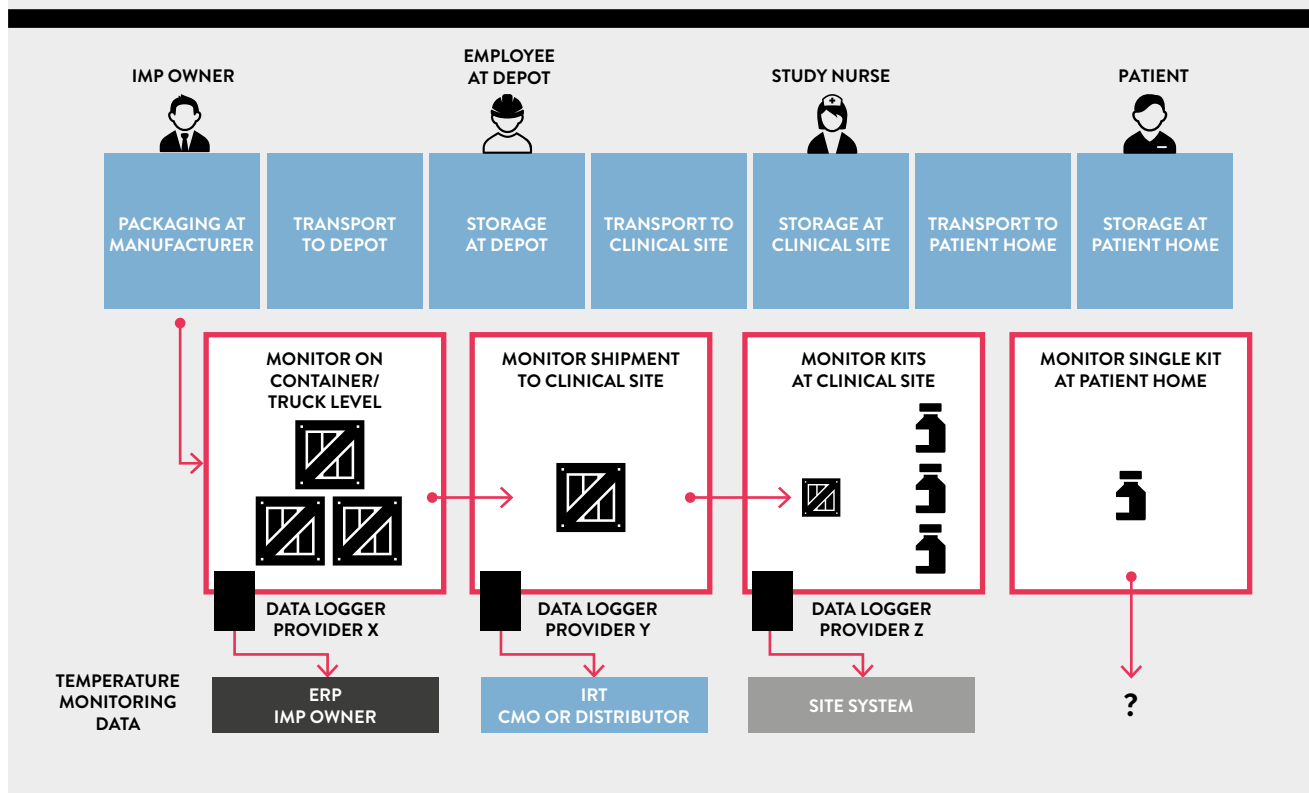 IMP OWNER
EMPLOYEE
AT DEPOT
STUDY NURSE
PATIENT
PACKAGING AT
MANUFACTURER
TRANSPORT
TO DEPOT
STORAGE
AT DEPOT
TRANSPORT TO
CLINICAL SITE
STORAGE AT
CLINICAL SITE
TRANSPORT TO
PATIENT HOME
STORAGE AT
PATIENT HOME
MONITOR ON
CONTAINER/
TRUCK LEVEL
MONITOR SHIPMENT
TO CLINICAL SITE
MONITOR KITS
AT CLINICAL SITE
MONITOR SINGLE KIT
AT PATIENT HOME
DATA LOGGER
PROVIDER X
DATA LOGGER
PROVIDER Y
DATA LOGGER
PROVIDER Z
TEMPERATURE
MONITORING
DATA
ERP
IMP OWNER
IRT
CMO OR DISTRIBUTOR
SITE SYSTEM
?